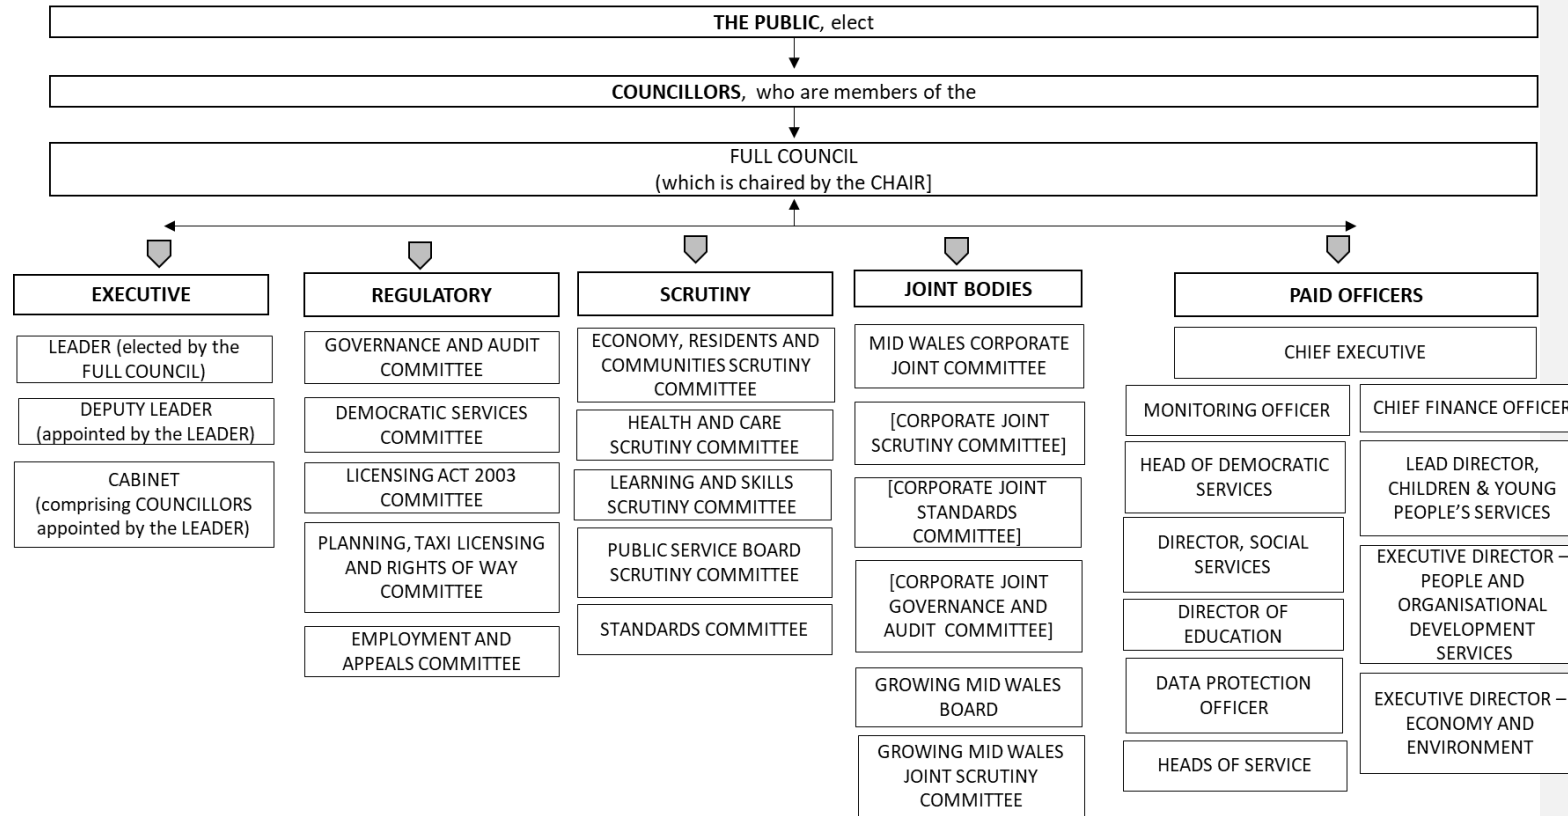 THE PUBLIC, elect
COUNCILLORS, who are members of the
FULL COUNCIL
(which is chaired by the CHAIR]
EXECUTIVE
LEADER (elected by the
FULL COUNCIL)
DEPUTY LEADER
(appointed by the LEADER)
CABINET
(comprising COUNCILLORS
appointed by the LEADER)
REGULATORY
GOVERNANCE AND AUDIT
COMMITTEE
DEMOCRATIC SERVICES
COMMITTEE
LICENSING ACT 2003
COMMITTEE
PLANNING, TAXI LICENSING
AND RIGHTS OF WAY
COMMITTEE
EMPLOYMENT AND
APPEALS COMMITTEE
SCRUTINY
ECONOMY, RESIDENTS AND
COMMUNITIES SCRUTINY
COMMITTEE
HEALTH AND CARE
SCRUTINY COMMITTEE
LEARNING AND SKILLS
SCRUTINY COMMITTEE
PUBLIC SERVICE BOARD
SCRUTINY COMMITTEE
STANDARDS COMMITTEE
JOINT BODIES
MID WALES CORPORATE
JOINT COMMITTEE
[CORPORATE JOINT
SCRUTINY COMMITTEE]
[CORPORATE JOINT
STANDARDS
COMMITTEE]
[CORPORATE JOINT
GOVERNANCE AND
AUDIT COMMITTEE]
GROWING MID WALES
BOARD
GROWING MID WALES
JOINT SCRUTINY
COMMITTEE
PAID OFFICERS
CHIEF EXECUTIVE
MONITORING OFFICER
HEAD OF DEMOCRATIC
SERVICES
DIRECTOR, SOCIAL
SERVICES
DIRECTOR OF
EDUCATION
DATA PROTECTION
OFFICER
HEADS OF SERVICE
CHIEF FINANCE OFFICER
LEAD DIRECTOR,
CHILDREN & YOUNG
PEOPLE'S SERVICES
EXECUTIVE DIRECTOR –
PEOPLE AND
ORGANISATIONAL
DEVELOPMENT
SERVICES
EXECUTIVE DIRECTOR –
ECONOMY AND
ENVIRONMENT